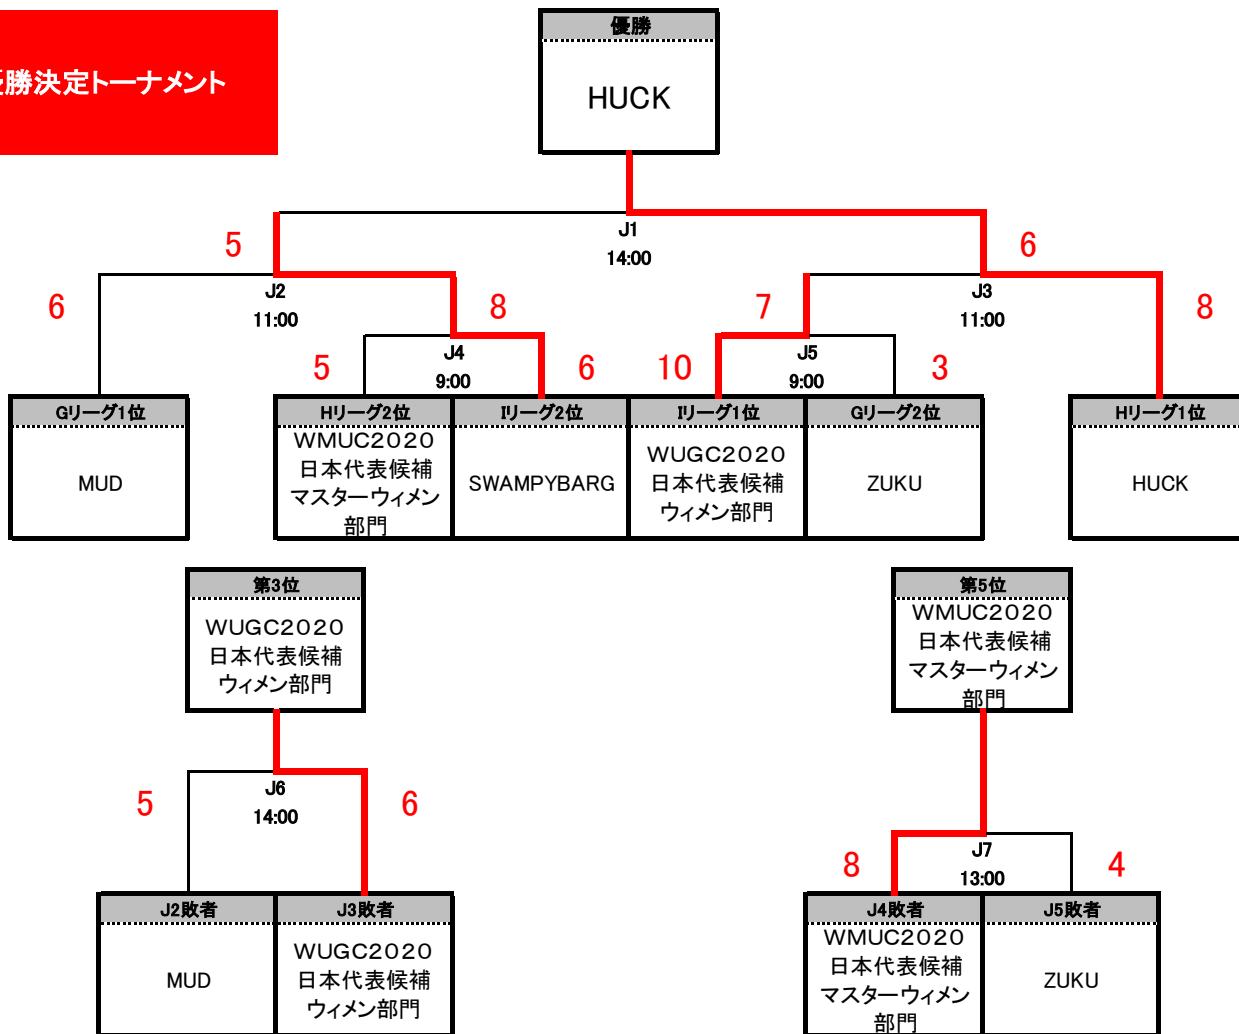 優勝
勝決定トーナメント
HUCK
J1
14:00
5
6
J2
11:00
J3
11:00
6
8
7
8
J4
9:00
J5
9:00
5
6
10
3
Gリーグ1位
Hリーグ2位
Iリーグ2位
Iリーグ1位
Gリーグ2位
Hリーグ1位
MUD
WMUC2020
日本代表候補
マスターウィメン
部門
SWAMPYBARG
WUGC2020
日本代表候補
ウィメン部門
ZUKU
HUCK
第3位
WUGC2020
日本代表候補
ウィメン部門
第5位
WMUC2020
日本代表候補
マスターウィメン
部門
5
J6
14:00
6
8
J7
13:00
4
J2敗者
J3敗者
MUD
WUGC2020
日本代表候補
ウィメン部門
J4敗者
J5敗者
WMUC2020
日本代表候補
マスターウィメン
部門
ZUKU